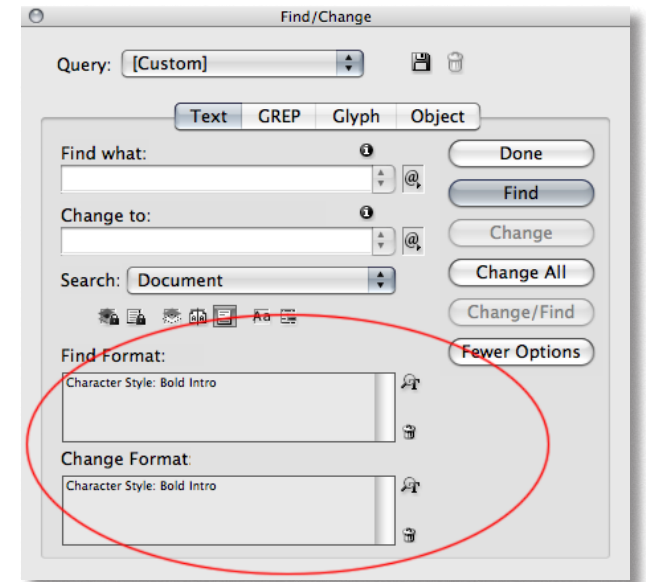 Find/Change
Query: [Custom]
Text GREP Glyph Object
Find what:
Done
Find
Change to:
Change
Search: Document
Change All
Change/Find
Find Format:
Fewer Options
Character Style: Bold Intro
Change Format:
Character Style: Bold Intro